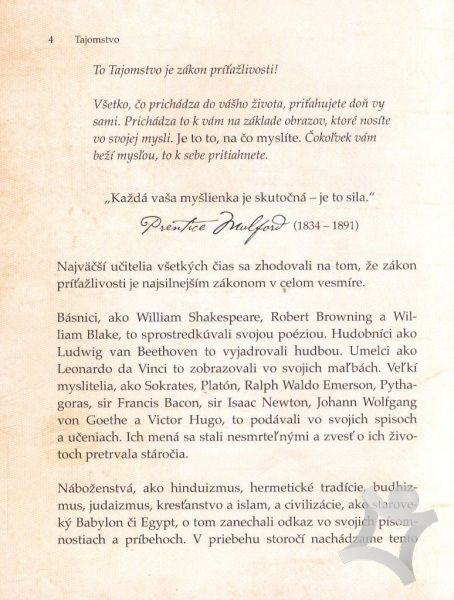 4 Tajomstvo
To Tajomstvo je zákon príťažlivosti!
Všetko, čo prichádza do vášho života, priťahujete doň vy
sami. Prichádza to k vám na základe obrazov, ktoré nosíte
vo svojej mysli. Je to to, na čo myslíte. Čokoľvek vám
beží mysľou, to k sebe pritiahnete.
„Každá vaša myšlienka je skutočná – je to sila.“
Prentice Mulford (1834 – 1891)
Najväčší učitelia všetkých čias sa zhodovali na tom, že zákon
príťažlivosti je najsilnejším zákonom v celom vesmíre.
Básnici, ako William Shakespeare, Robert Browning a Wil-
liam Blake, to sprostredkúvali svojou poéziou. Hudobníci ako
Ludwig van Beethoven to vyjadrovali hudbou. Umelci ako
Leonardo da Vinci to zobrazovali vo svojich maľbách. Veľkí
myslitelia, ako Sokrates, Platón, Ralph Waldo Emerson, Pytha-
goras, sir Francis Bacon, sir Isaac Newton, Johann Wolfgang
von Goethe a Victor Hugo, to podávali vo svojich spisoch
a učeniach. Ich mená sa stali nesmrteľnými a zvesť o ich živo-
toch pretrvala stáročia.
Náboženstvá, ako hinduizmus, hermetické tradície, budhiz-
mus, judaizmus, kresťanstvo a islam, a civilizácie, ako starove-
ký Babylon či Egypt, o tom zanechali odkaz vo svojich písom-
nostiach a príbehoch. V priebehu storočí nachádzame tento